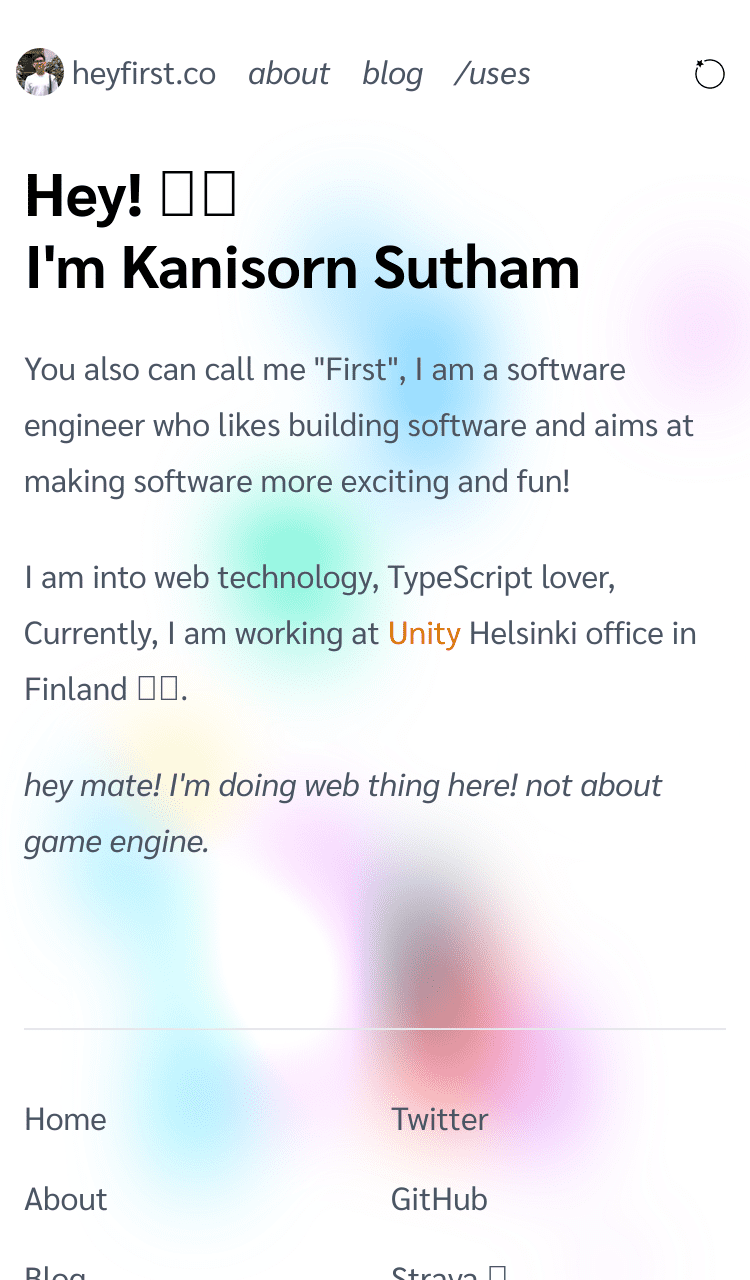 heyfirst.co about blog /uses
Hey!
I'm Kanisorn Sutham
You also can call me "First", I am a software
engineer who likes building software and aims at
making software more exciting and fun!
I am into web technology, TypeScript lover,
Currently, I am working at Unity Helsinki office in
Finland .
hey mate! I'm doing web thing here! not about
game engine.
Home
Twitter
About
GitHub
Blog
Strava